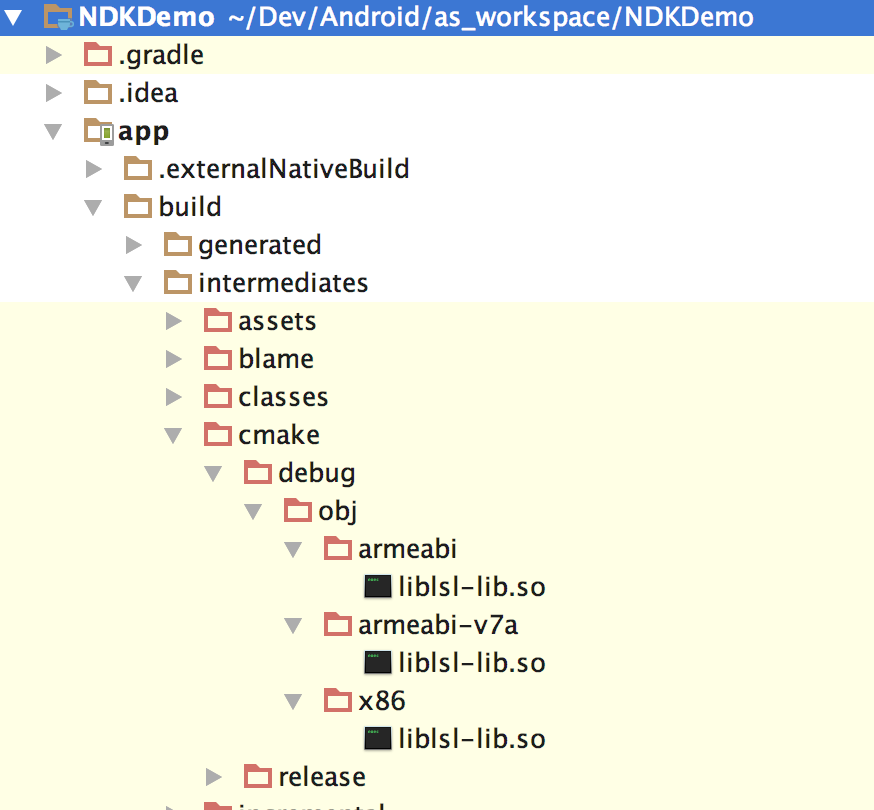 NDKDemo ~/Dev/Android/as_workspace/NDKDemo
.gradle
.idea
app
.externalNativeBuild
build
generated
intermediates
assets
blame
classes
cmake
debug
obj
armeabi
liblsl-lib.so
armeabi-v7a
liblsl-lib.so
x86
liblsl-lib.so
release
incremental